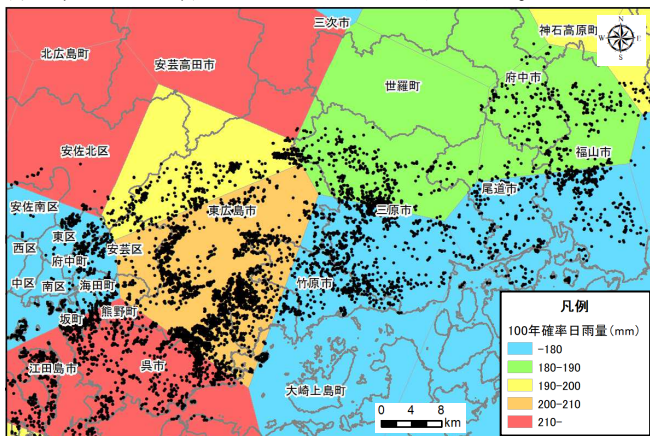 三次市
神石高原町
N
W
E
S
北広島町
安芸高田市
世羅町
府中市
安佐北区
福山市
尾道市
安佐南区
東広島市
三原市
東区
西区
安芸区
府中町
中区
南区
海田町
竹原市
坂町
熊野町
江田島市
呉市
大崎上島町
0 4 8
km
凡例
100年確率日雨量(mm)
-180
180-190
190-200
200-210
210-